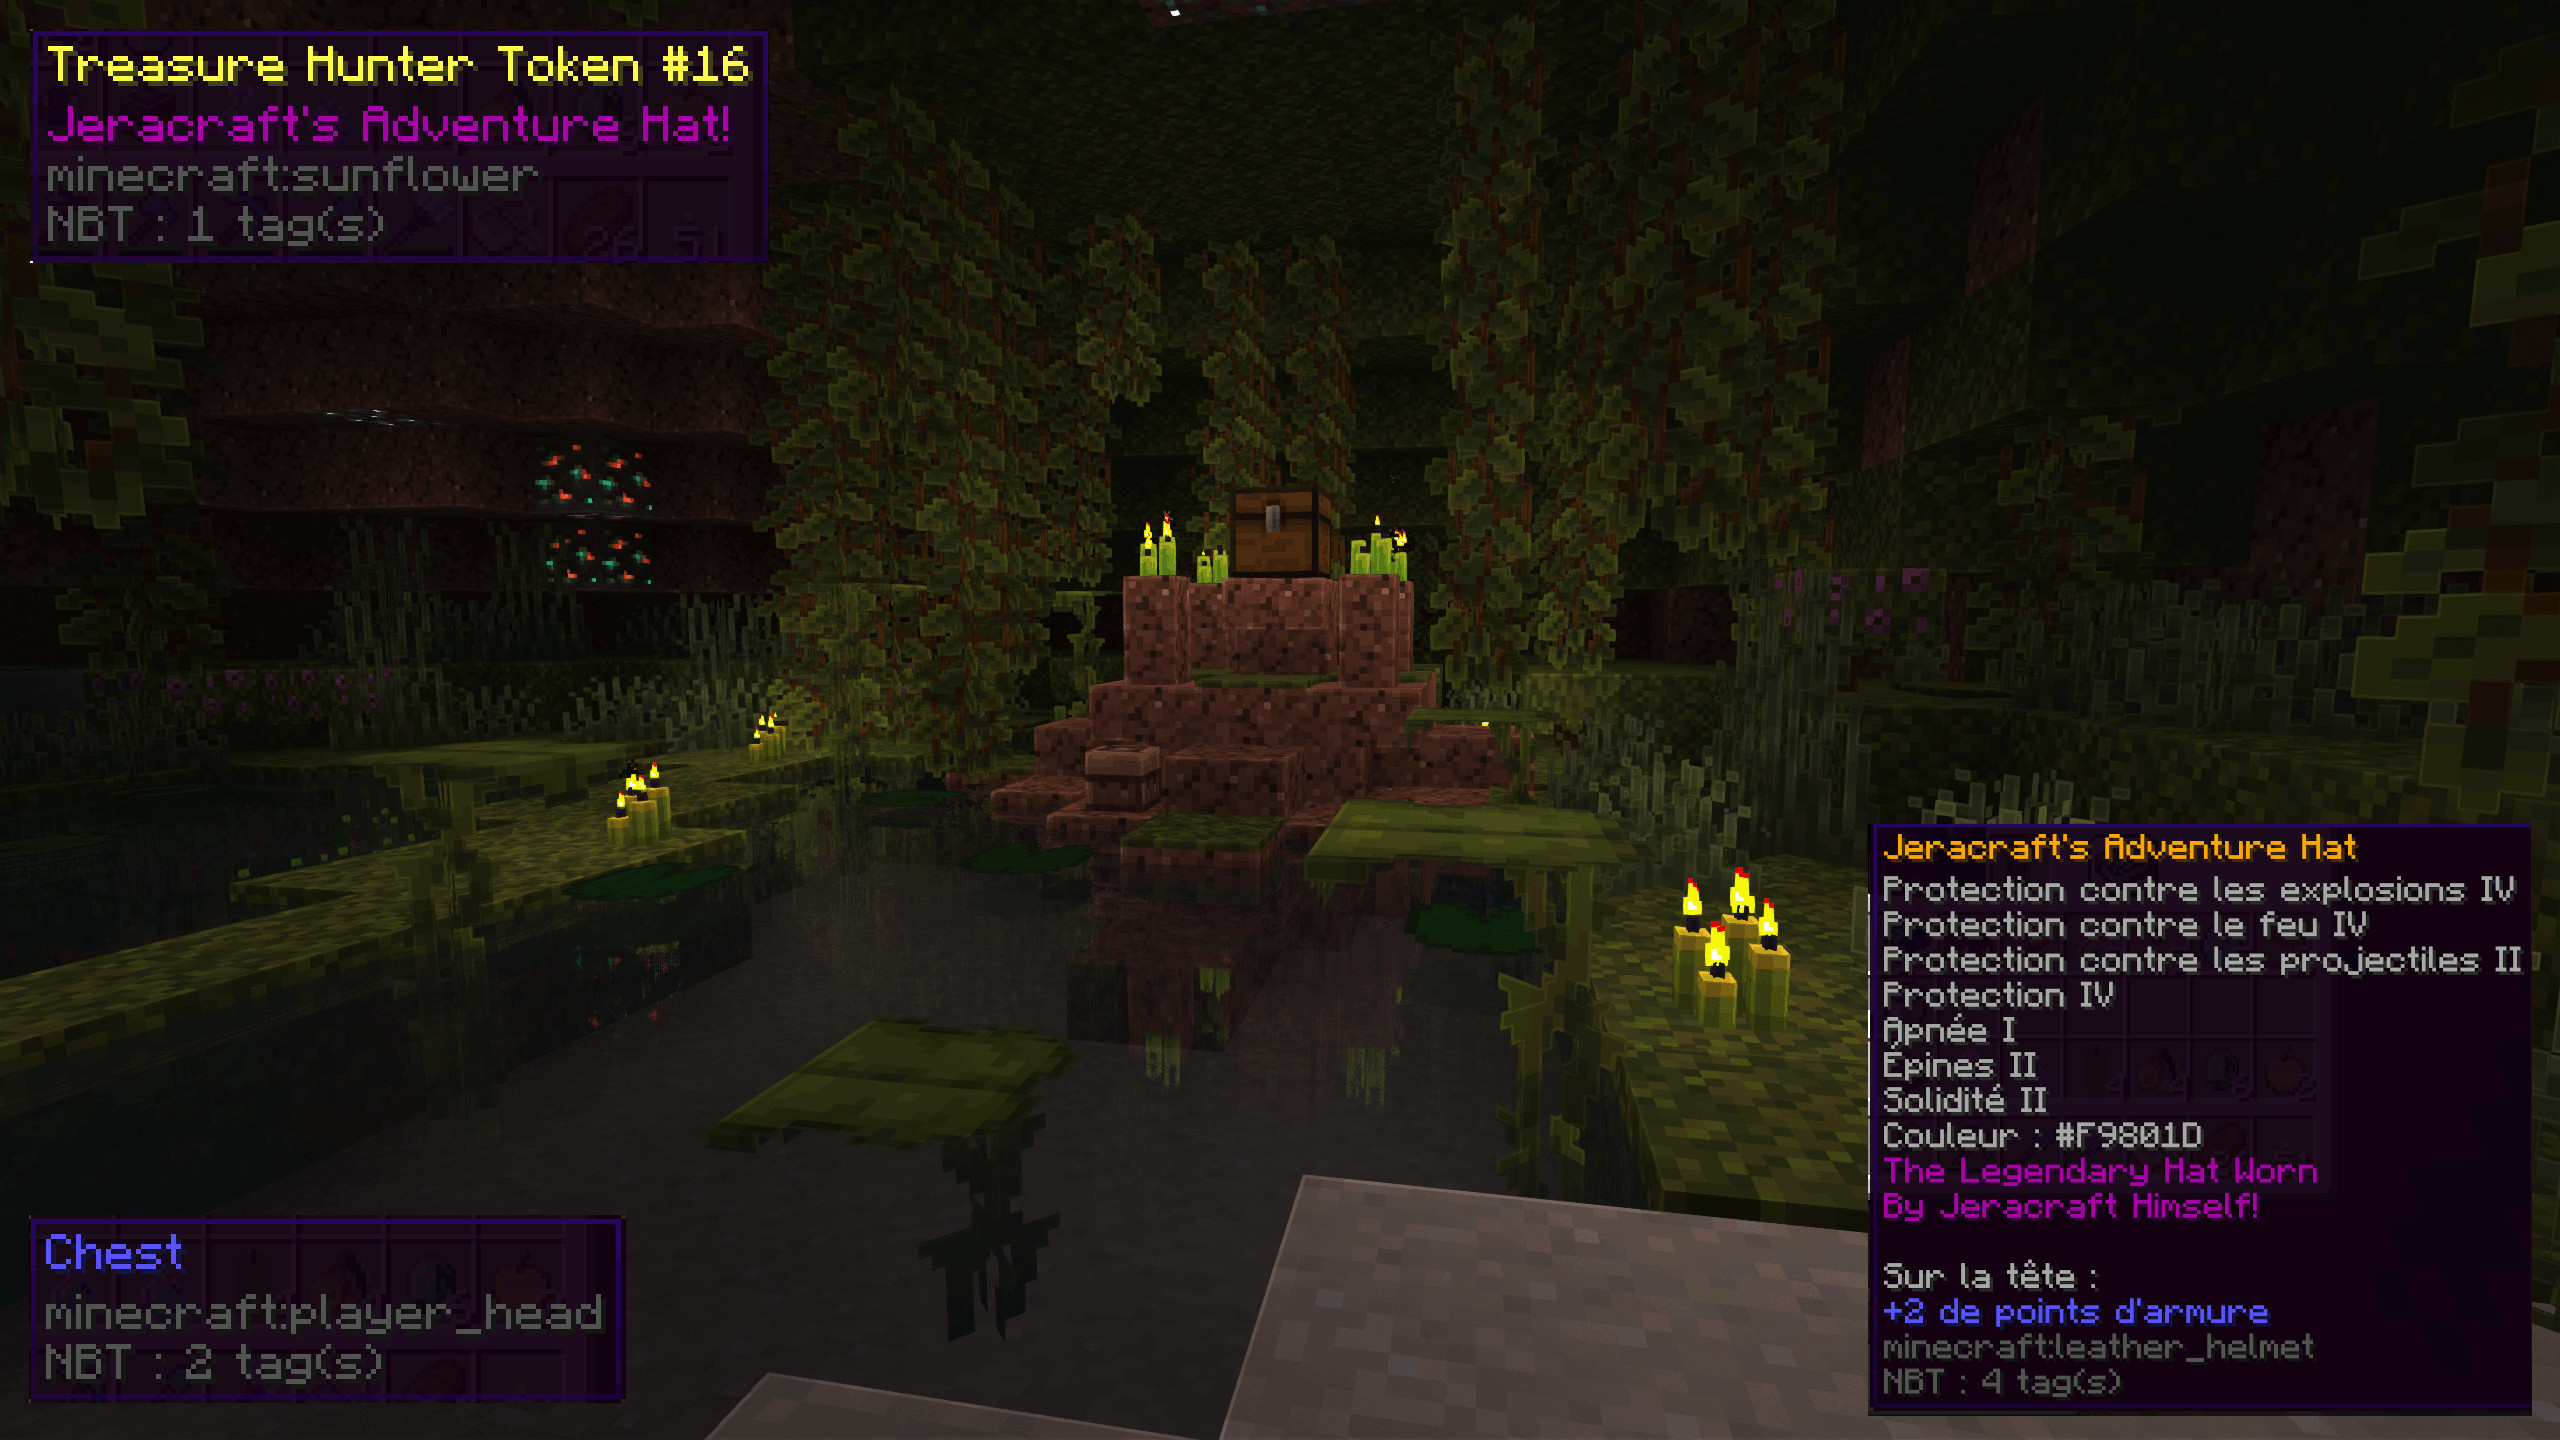 Treasure Hunter Token #16
Jeracraft's Adventure Hat!
minecraft:sunflower
NBT : 1 tag(s)
26 51
Chest
minecraft:player_head
NBT : 2 tag(s)
Jeracraft's Adventure Hat
Protection contre les explosions IV
Protection contre le feu IV
Protection contre les projectiles II
Protection IV
Apnée I
Épines II
Solidité II
Couleur : #F9801D
The Legendary Hat Worn
By Jeracraft Himself!
Sur la tête :
+2 de points d'armure
minecraft:leather_helmet
NBT : 4 tag(s)